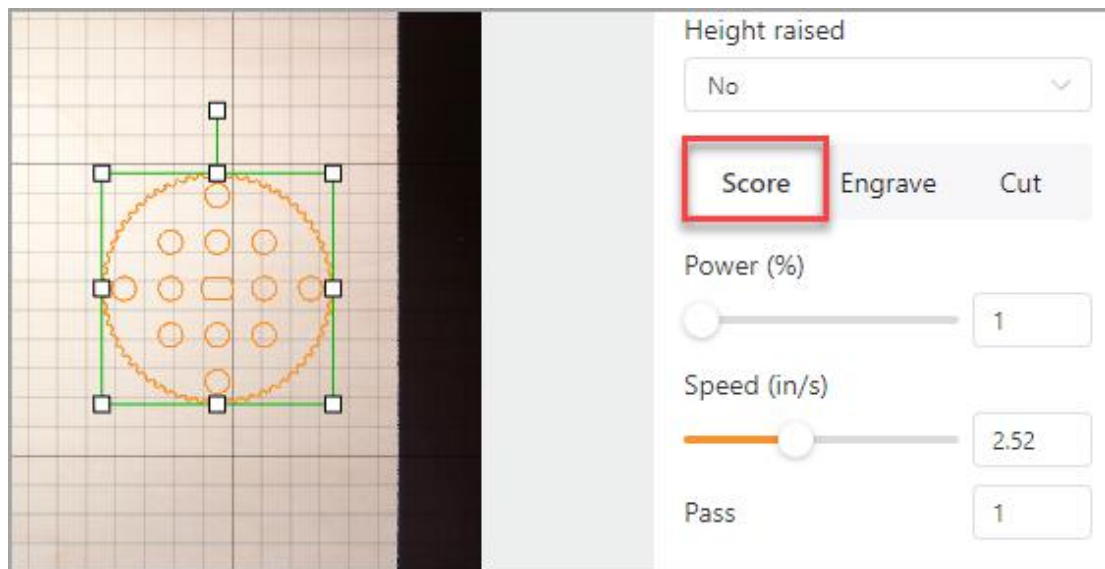 Height raised
No
Score Engrave Cut
Power (%)
1
Speed (in/s)
2.52
Pass
1